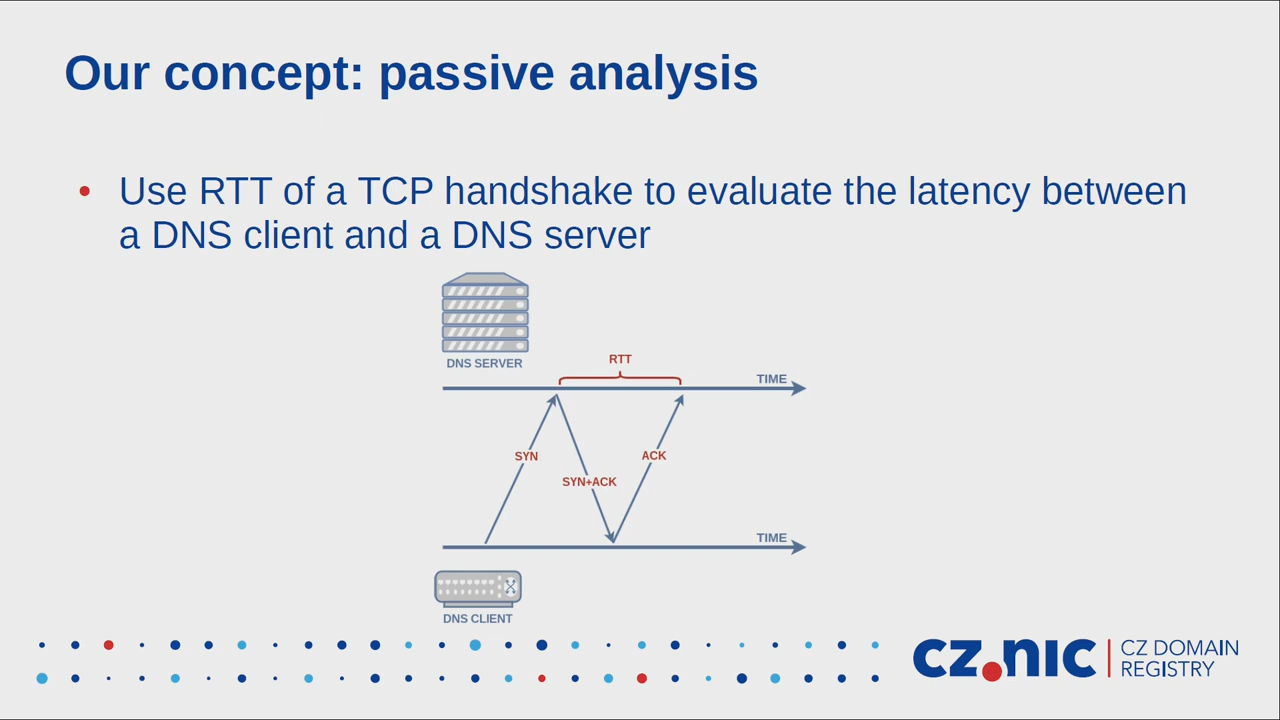 Our concept: passive analysis
• Use RTT of a TCP handshake to evaluate the latency between
a DNS client and a DNS server
DNS SERVER
RTT
TIME
SYN
ACK
SYN+ACK
TIME
DNS CLIENT
CZ.NIC | CZ DOMAIN
REGISTRY